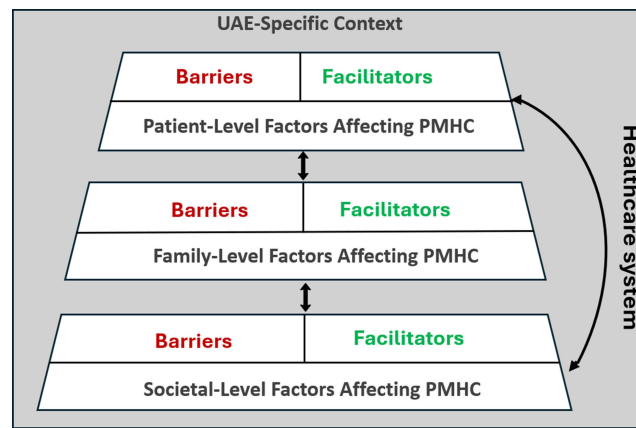 UAE-Specific Context
Barriers Facilitators
Patient-Level Factors Affecting PMHC
Barriers Facilitators
Family-Level Factors Affecting PMHC
Barriers Facilitators
Societal-Level Factors Affecting PMHC
Healthcare system